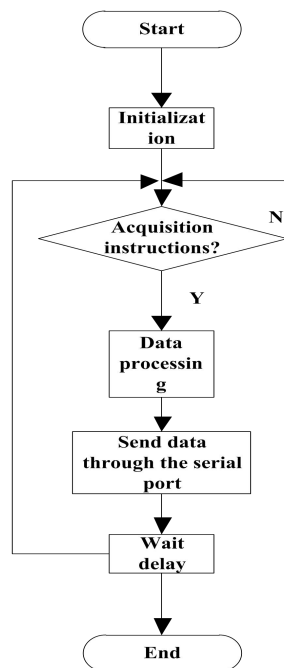 Start
Initializat
ion
N
Acquisition
instructions?
Y
Data
processin
g
Send data
through the serial
port
Wait
delay
End